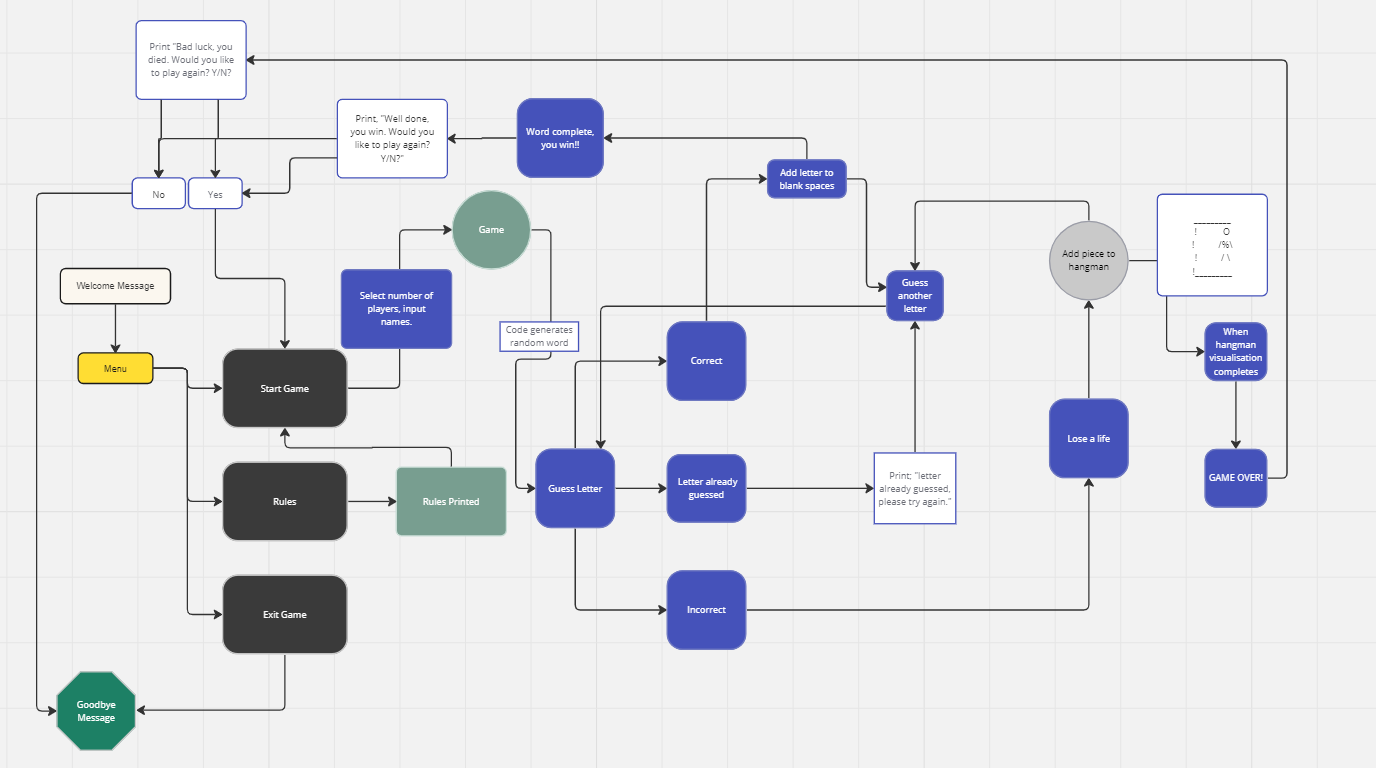 Print "Bad luck, you
died. Would you like
to play again? Y/N?
Print, "Well done,
you win. Would you
like to play again?
Y/N?"
Word complete,
you win!!
Add letter to
blank spaces
No
Yes
Game
Add piece to
hangman
_________
! O
! /%\
! / \
!_________
Welcome Message
Select number of
players, input
names.
Guess
another
letter
Code generates
random word
When
hangman
visualisation
completes
Menu
Start Game
Correct
Lose a life
Rules
Rules Printed
Guess Letter
Letter already
guessed
Print; "letter
already guessed,
please try again."
GAME OVER!
Exit Game
Incorrect
Goodbye
Message